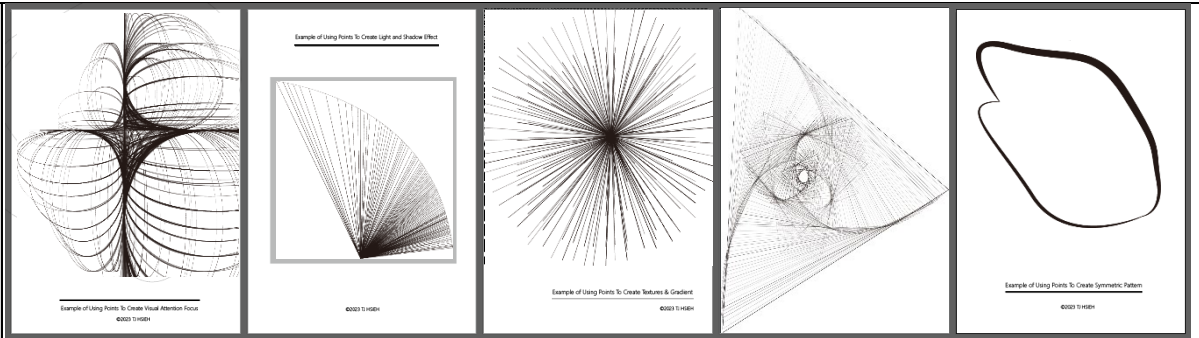 Example of Using Points To Create Visual Attention Focus
©2023 TJ HSIEH
Example of Using Points To Create Light and Shadow Effect
©2023 TJ HSIEH
Example of Using Points To Create Textures & Gradient
©2023 TJ HSIEH
Example of Using Points To Create Symmetric Pattern
©2023 TJ HSIEH